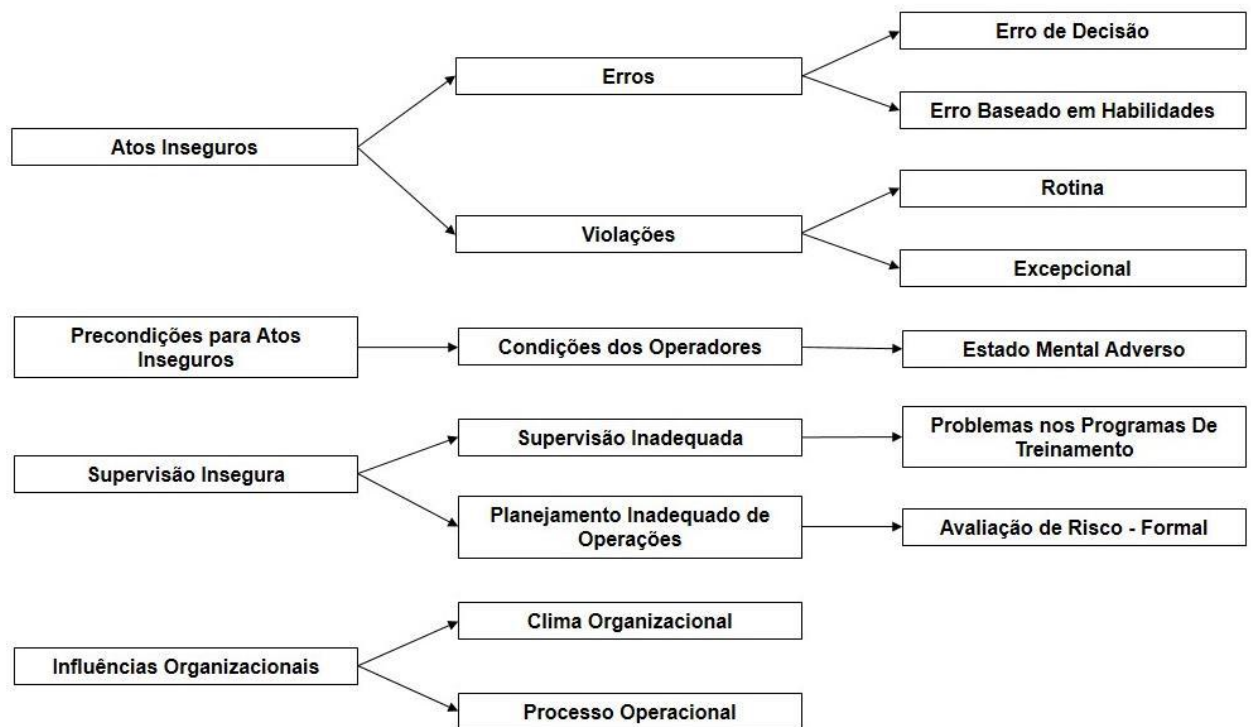 Erro de Decisão
Erros
Erro Baseado em Habilidades
Atos Inseguros
Rotina
Violações
Excepcional
Precondições para Atos
Inseguros
Condições dos Operadores
Estado Mental Adverso
Supervisão Inadequada
Problemas nos Programas De
Treinamento
Supervisão Insegura
Planejamento Inadequado de
Operações
Avaliação de Risco - Formal
Clima Organizacional
Influências Organizacionais
Processo Operacional